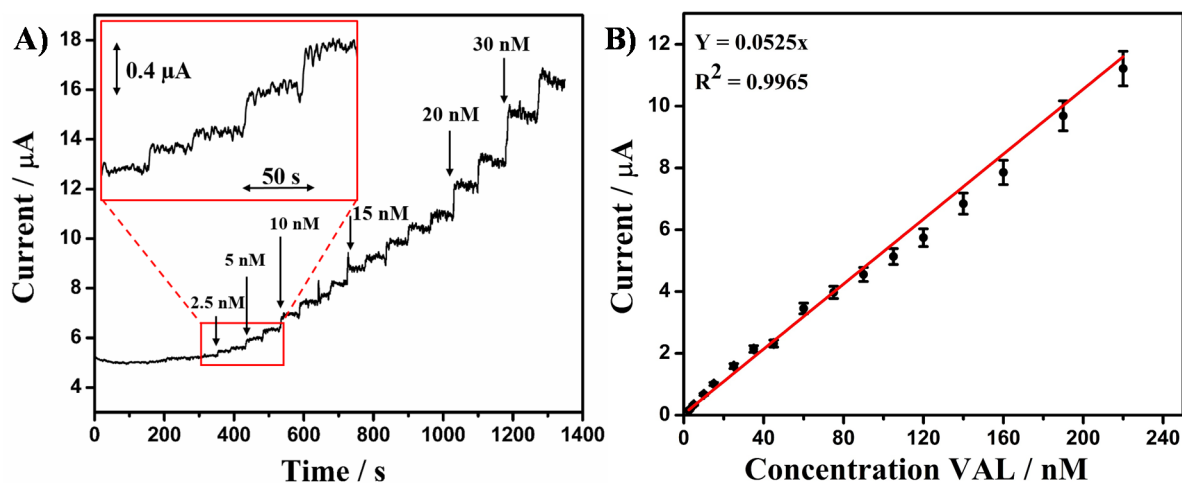 A)
Current / μA
18
16
14
12
10
8
6
4
0.4 μA
50 s
2.5 nM
5 nM
10 nM
15 nM
20 nM
30 nM
0 200 400 600 800 1000 1200 1400
Time / s
B)
Y = 0.0525x
R² = 0.9965
Current / μA
12
10
8
6
4
2
0
0 40 80 120 160 200 240
Concentration VAL / nM